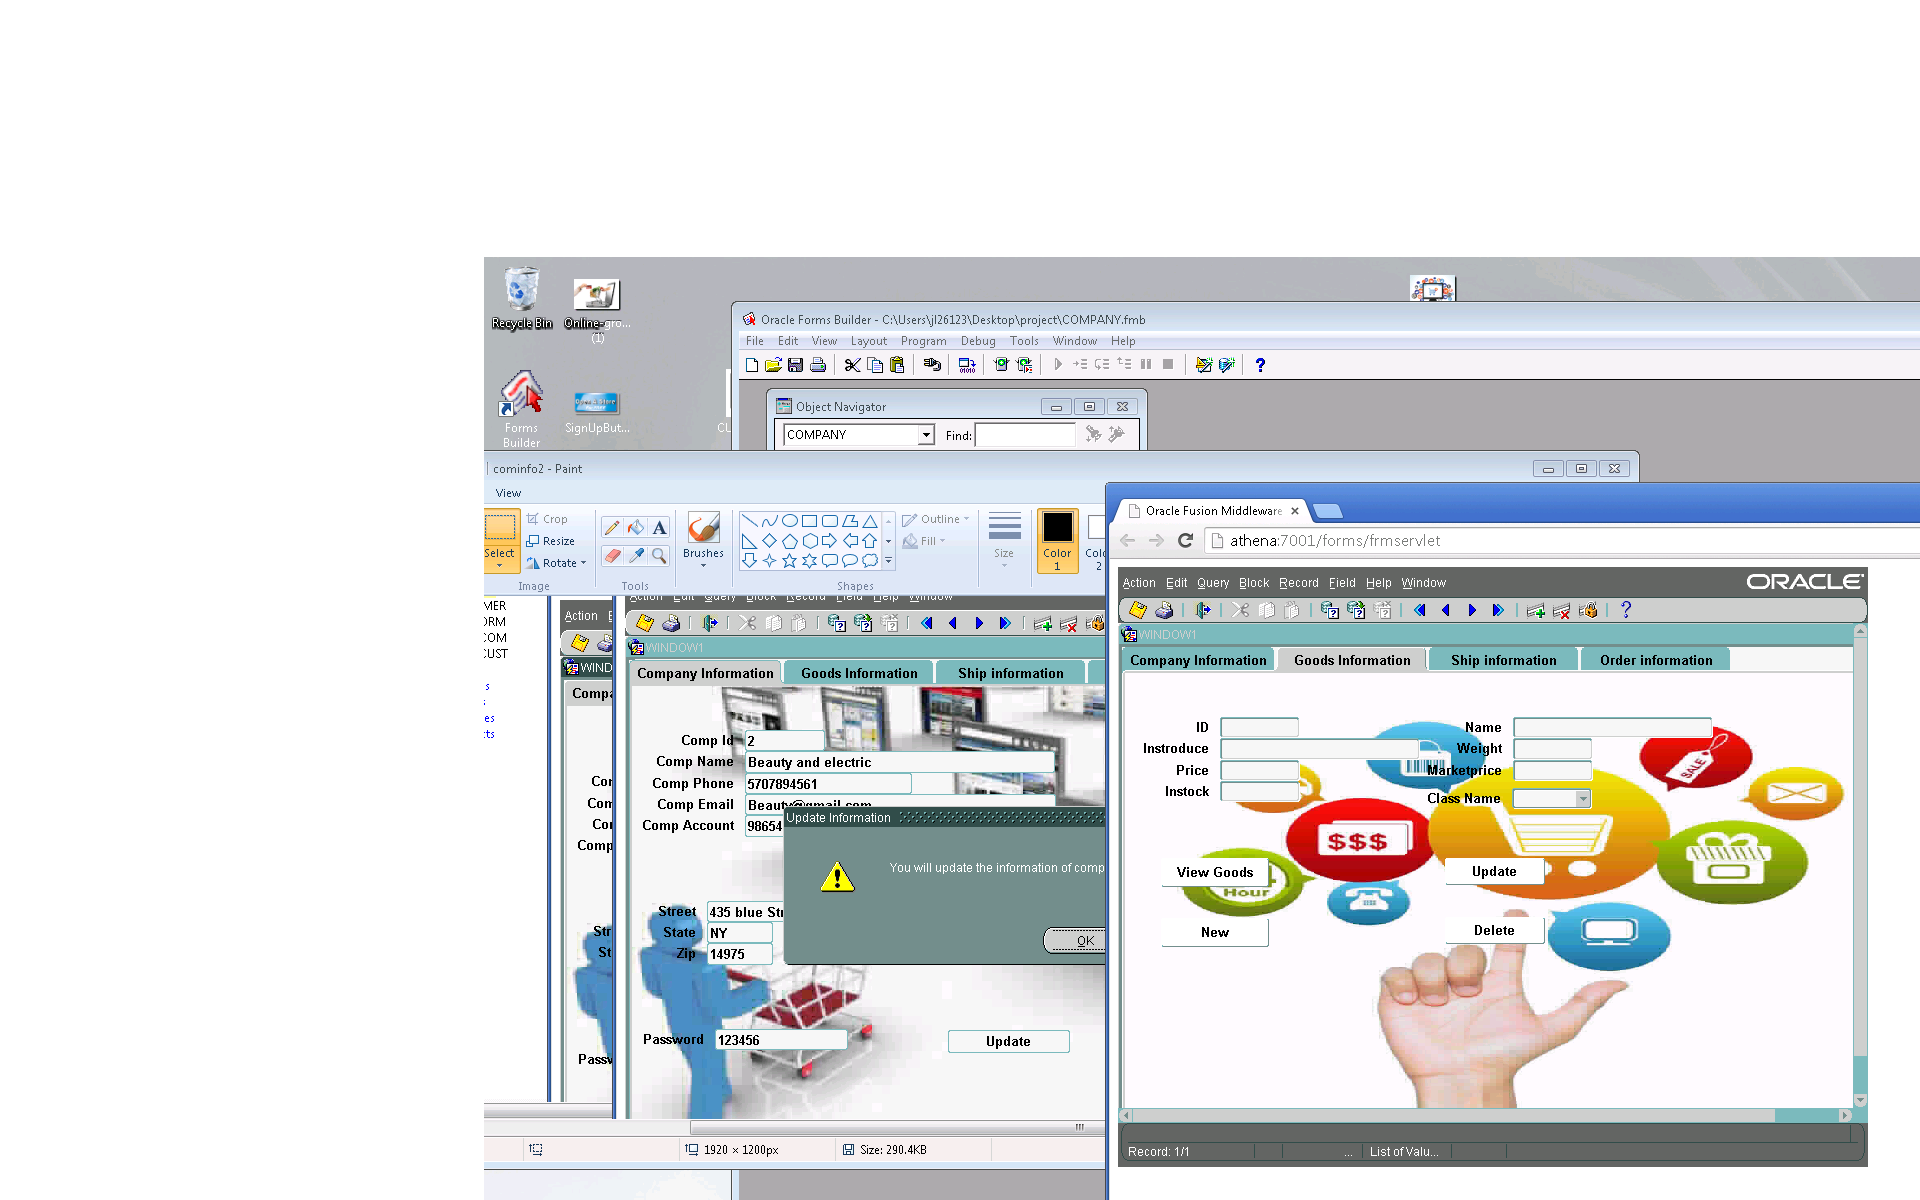 Recycle Bin
Online-gro...
(1)
Forms
Builder
SignUpBut...
CU
Oracle Forms Builder - C:\Users\jl26123\Desktop\project\COMPANY.fmb
File Edit View Layout Program Debug Tools Window Help
Object Navigator
COMPANY
Find:
cominfo2 - Paint
View
Select
Crop
Resize
Rotate
Image
Tools
Brushes
Shapes
Outline
Fill
Size
Color
1
Colo
2
MER
ORM
COM
CUST
s
es
ts
Action E
WIND
Compa
Con
Com
Cor
Comp
Str
St
Passv
Action Edit Query Block Record Field Help Window
WINDOW1
Company Information Goods Information Ship information
Comp Id 2
Comp Name Beauty and electric
Comp Phone 5707894561
Comp Email Beauty@gmail.com
Comp Account 98654
Update Information
You will update the information of comp
OK
Street 435 blue Str
State NY
Zip 14975
Password 123456
Update
1920 × 1200px
Size: 290.4KB
Oracle Fusion Middleware
athena:7001/forms/frmservlet
Action Edit Query Block Record Field Help Window
ORACLE
WINDOW1
Company Information Goods Information Ship information Order information
ID Name
Instroduce Weight
Price Marketprice
Instock
Class Name
SALE
$$$
Hour
View Goods Update
New Delete
Record: 1/1 ... List of Valu...